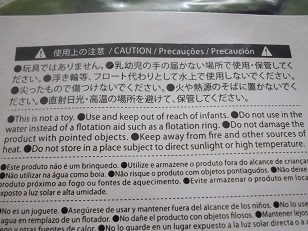 使用上の注意 / CAUTION / Precauções / Precaución
●玩具ではありません。●乳幼児の手の届かない場所で使用・保管してく
ださい。●浮き輪等、フロート代わりとして水上で使用しないでください。
●尖ったもので傷つけないでください。●火や熱源のそばに置かないでくだ
さい。●直射日光・高温の場所を避けて、保管してください。
●This is not a toy. ●Use and keep out of reach of infants. ●Do not use in the
water instead of a flotation aid such as a flotation ring. ●Do not damage the
product with pointed objects. ●Keep away from fire and other sources of
heat. ●Do not store in a place subject to direct sunlight or high temperature.
●Este produto não é um brinquedo. ●Utilize e armazene o produto fora do alcance de crianças
●Não utilizar na água como boia. ●Não risque o produto com objetos pontiagudos. ●Não deixe
produto próximo ao fogo ou fontes de aquecimento. ●Evite armazenar o produto em loca
exposto a luz solar e alta umidade.
●No es un juguete. ●Asegúrese de usar y mantener fuera del alcance de los niños. ●No
agua en remplazo de un flotador. ●No dañe el producto con objetos filosos. ●Mantener lejos
y otras fuentes de calor. ●No lo guarde en un lugar expuesto a la luz solar directa o a